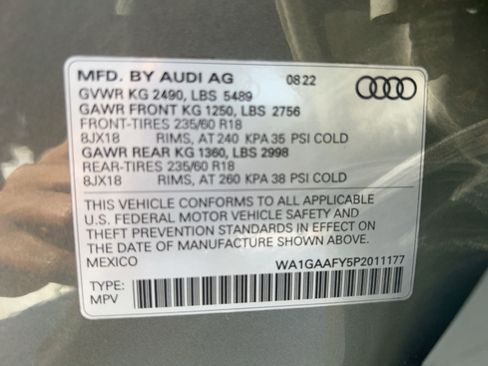 MFD. BY AUDI AG 08 22
GVWR KG 2490, LBS 5489
GAWR FRONT KG 1250, LBS 2756
FRONT-TIRES 235/60 R18
8JX18 RIMS, AT 240 KPA 35 PSI COLD
GAWR REAR KG 1360, LBS 2998
REAR-TIRES 235/60 R18
8JX18 RIMS, AT 260 KPA 38 PSI COLD
THIS VEHICLE CONFORMS TO ALL APPLICABLE
U.S. FEDERAL MOTOR VEHICLE SAFETY AND
THEFT PREVENTION STANDARDS IN EFFECT ON
THE DATE OF MANUFACTURE SHOWN ABOVE.
MEXICO WA1GAAFY5P2011177
TYPE:
MPV